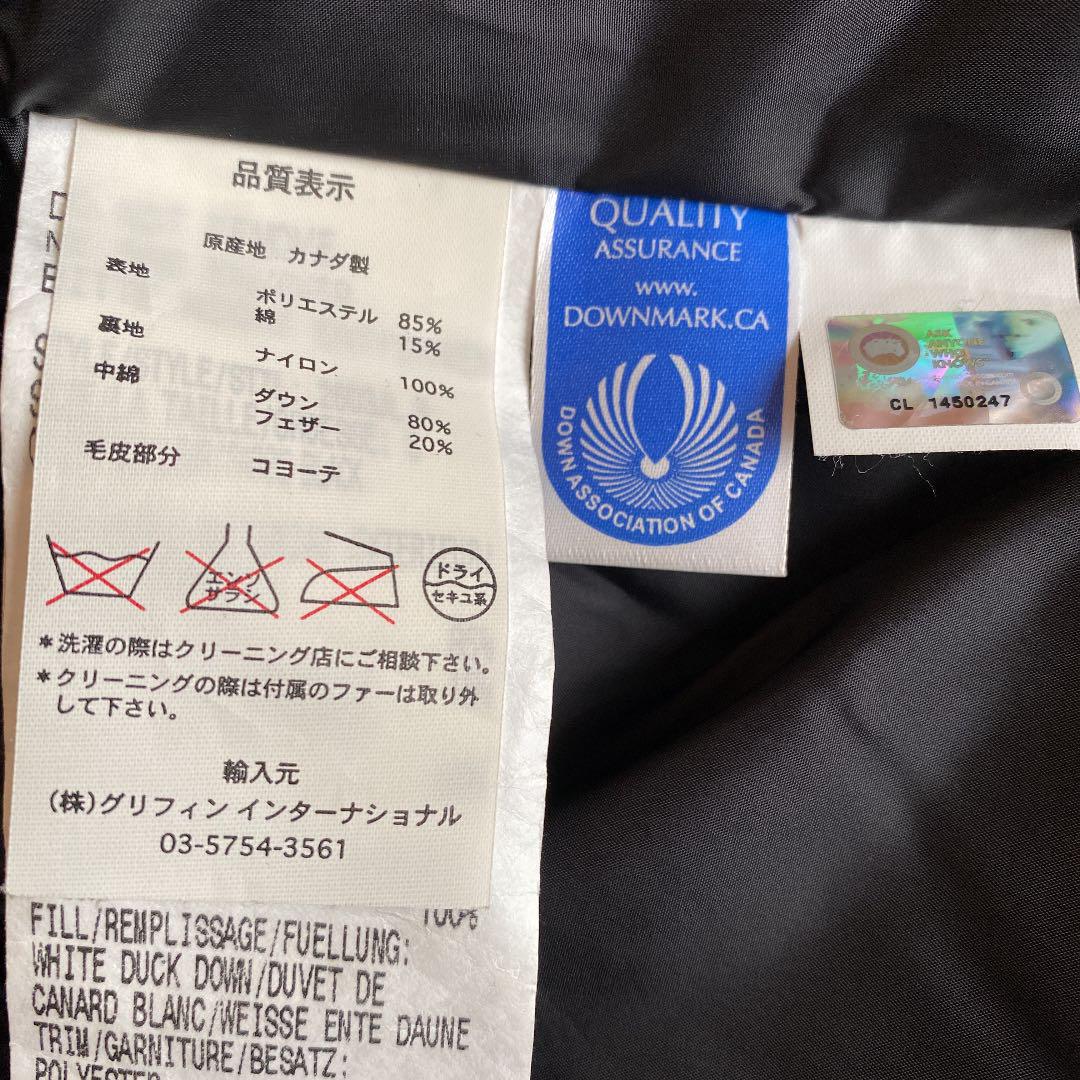 品質表示
原産地 カナダ製
表地
ポリエステル 85%
綿 15%
裏地
ナイロン 100%
中綿
ダウン 80%
フェザー 20%
毛皮部分
コヨーテ
エンソ
サラシ
ドライ
セキユ系
*洗濯の際はクリーニング店にご相談下さい。
*クリーニングの際は付属のファーは取り外
して下さい。
輸入元
(株)グリフィン インターナショナル
03-5754-3561
100%
FILL/REMPLISSAGE/FUELLUNG:
WHITE DUCK DOWN/DUVET DE
CANARD BLANC/WEISSE ENTE DAUNE
TRIM/GARNITURE/BESATZ:
POLYESTER
QUALITY
ASSURANCE
www.
DOWNMARK.CA
DOWN ASSOCIATION OF CANADA
ASK
ANYONE
WHO
KNOWS
CL 1450247